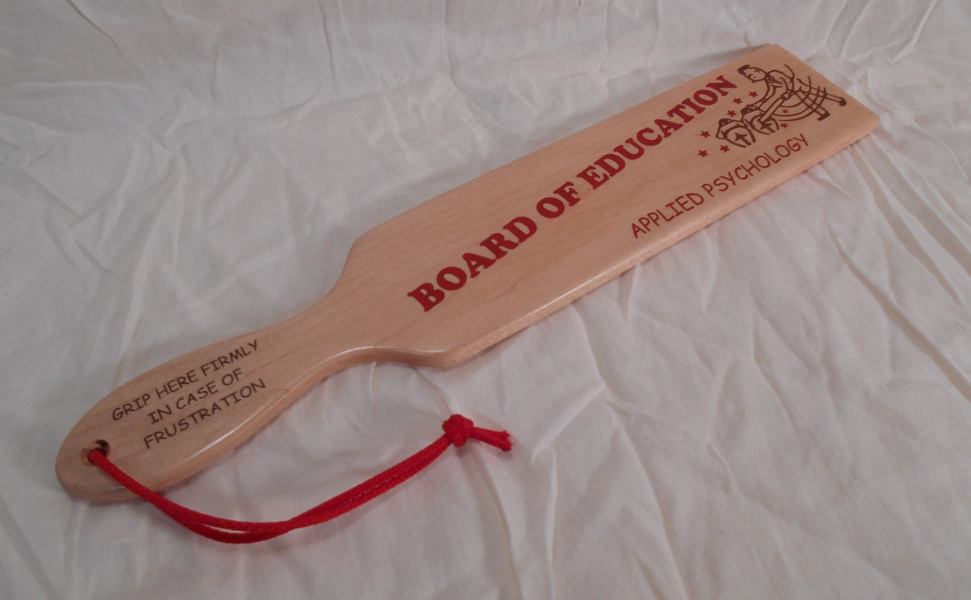 BOARD OF EDUCATION
APPLIED PSYCHOLOGY
GRIP HERE FIRMLY
IN CASE OF
FRUSTRATION